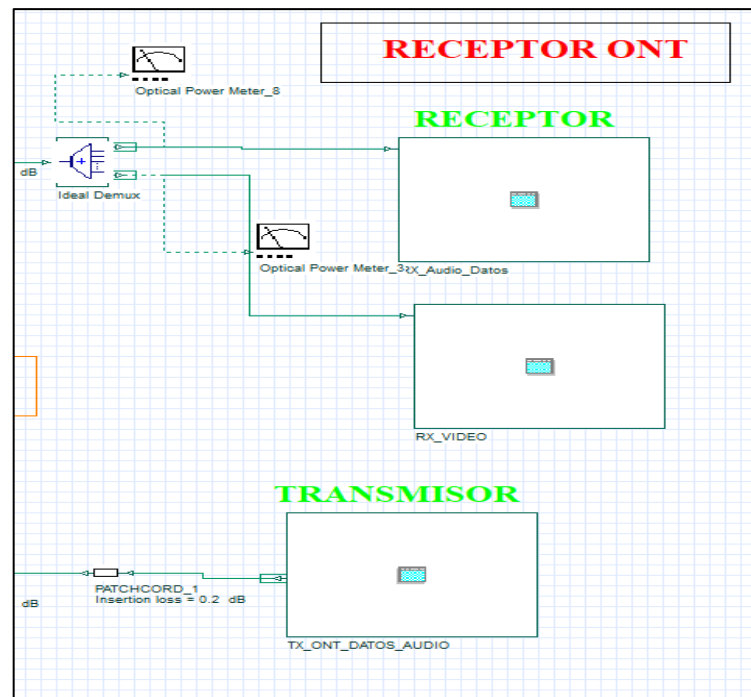 RECEPTOR ONT
Optical Power Meter_8
RECEPTOR
dB
Ideal Demux
Optical Power Meter_3
RX_Audio_Datos
RX_VIDEO
TRANSMISOR
PATCHCORD_1
Insertion loss = 0.2 dB
dB
TX_ONT_DATOS_AUDIO